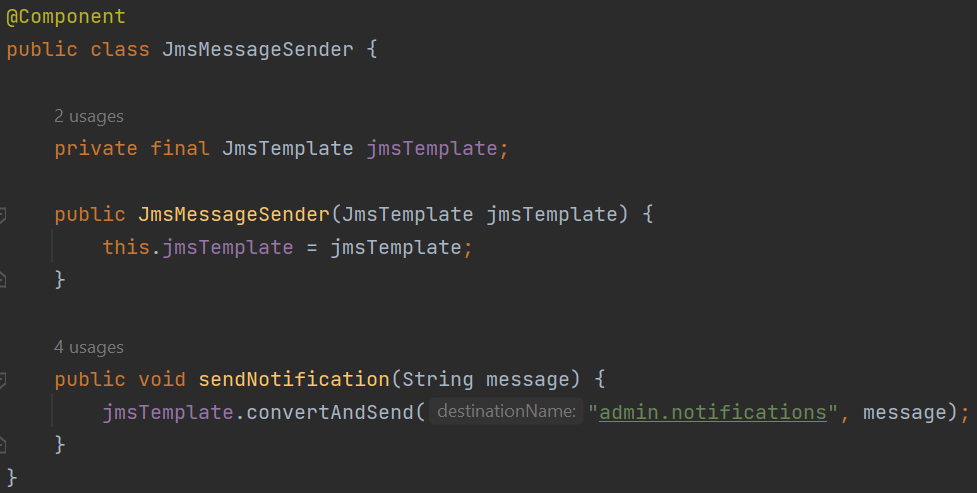 @Component
public class JmsMessageSender {
2 usages
private final JmsTemplate jmsTemplate;
public JmsMessageSender(JmsTemplate jmsTemplate) {
this.jmsTemplate = jmsTemplate;
}
4 usages
public void sendNotification(String message) {
jmsTemplate.convertAndSend( destinationName: "admin.notifications", message);
}
}